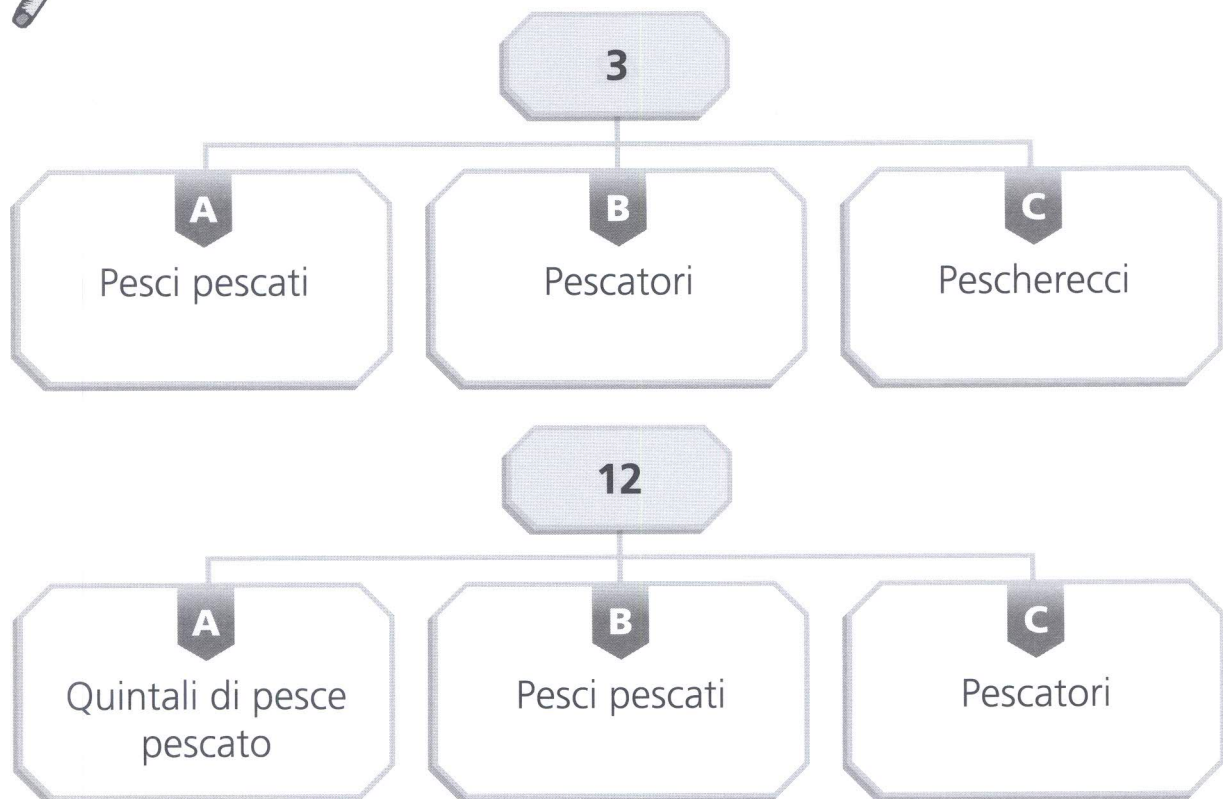 3
A
B
C
Pesci pescati
Pescatori
Pescherecci
12
A
B
C
Quintali di pesce
pescato
Pesci pescati
Pescatori